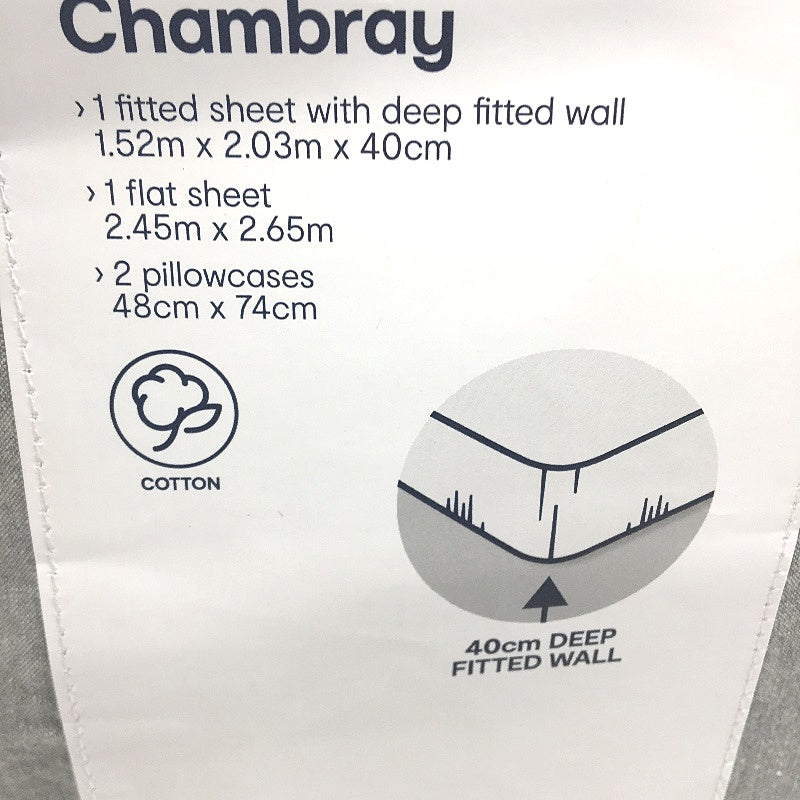 Chambray
› 1 fitted sheet with deep fitted wall
1.52m x 2.03m x 40cm
› 1 flat sheet
2.45m x 2.65m
› 2 pillowcases
48cm x 74cm
COTTON
40cm DEEP
FITTED WALL